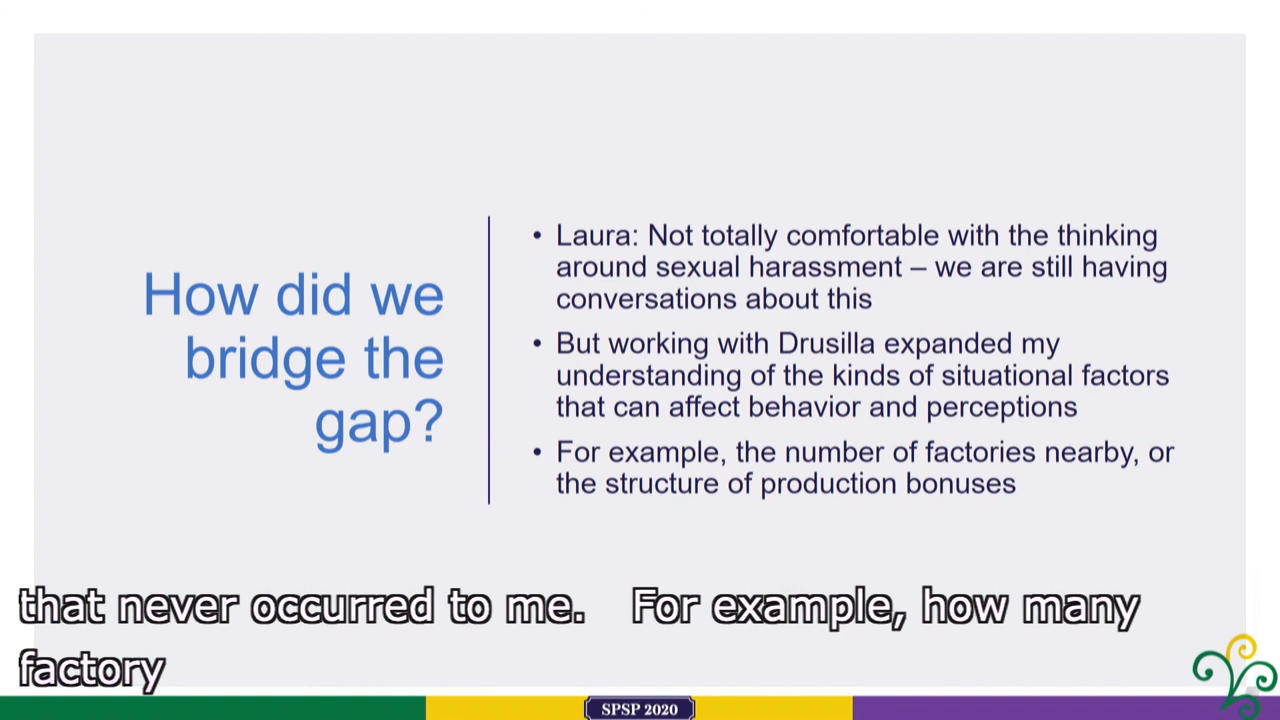 How did we
bridge the
gap?
• Laura: Not totally comfortable with the thinking
around sexual harassment – we are still having
conversations about this
• But working with Drusilla expanded my
understanding of the kinds of situational factors
that can affect behavior and perceptions
• For example, the number of factories nearby, or
the structure of production bonuses
that never occurred to me. For example, how many
factory
SPSP 2020